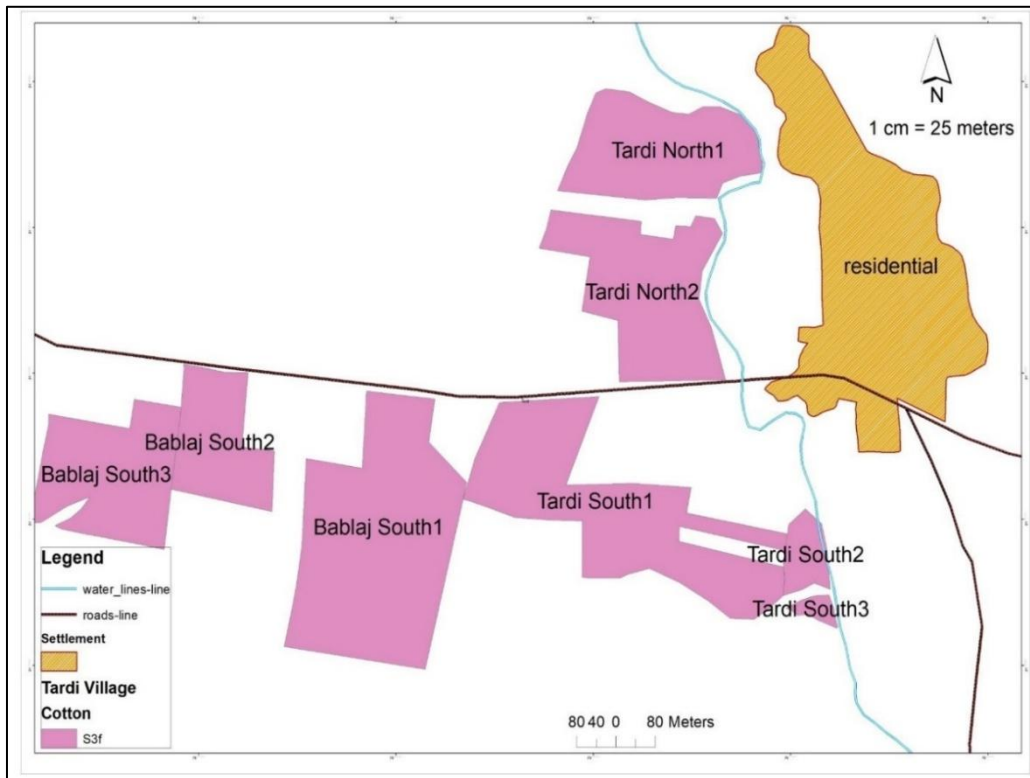 N
1 cm = 25 meters
Tardi North1
residential
Tardi North2
Bablaj South2
Bablaj South3
Tardi South1
Bablaj South1
Tardi South2
Tardi South3
Legend
water_lines-line
roads-line
Settlement
Tardi Village
Cotton
S3f
80 40 0 80 Meters